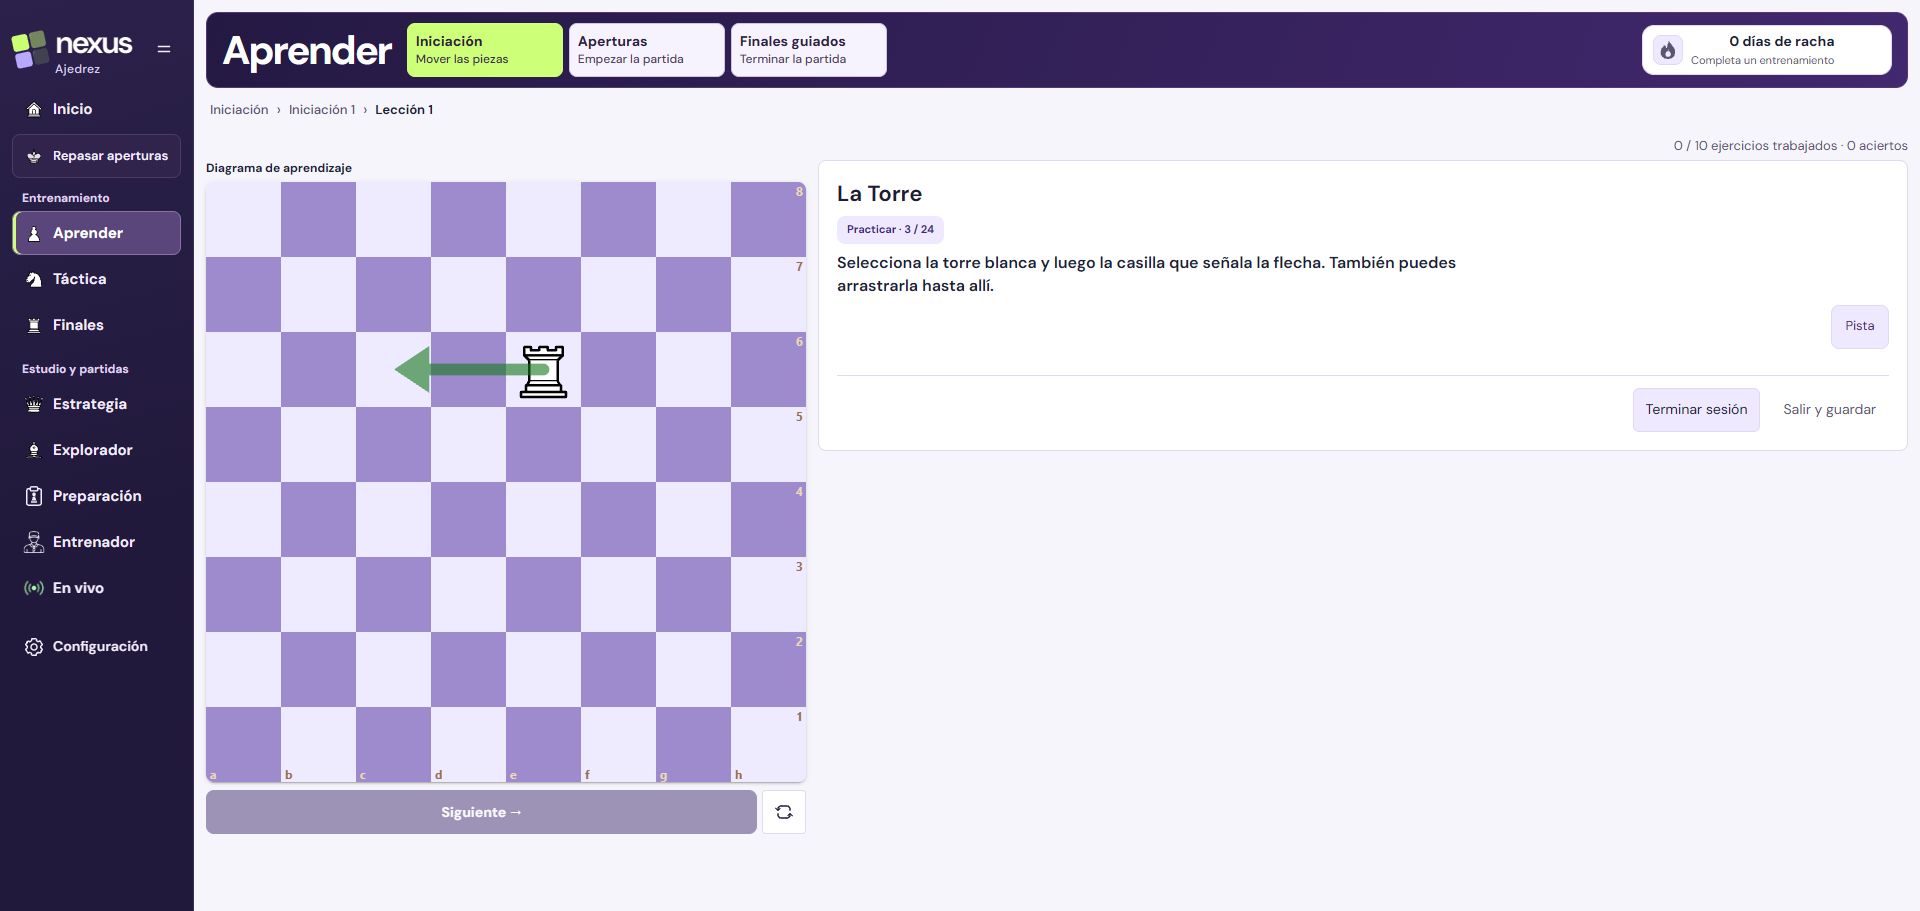 nexus
Ajedrez
Inicio
Repasar aperturas
Entrenamiento
Aprender
Táctica
Finales
Estudio y partidas
Estrategia
Explorador
Preparación
Entrenador
En vivo
Configuración
Aprender
Iniciación
Mover las piezas
Aperturas
Empezar la partida
Finales guiados
Terminar la partida
0 días de racha
Completa un entrenamiento
Iniciación › Iniciación 1 › Lección 1
0 / 10 ejercicios trabajados · 0 aciertos
Diagrama de aprendizaje
8
7
6
5
4
3
2
1
a b c d e f g h
Siguiente →
La Torre
Practicar · 3 / 24
Selecciona la torre blanca y luego la casilla que señala la flecha. También puedes
arrastrarla hasta allí.
Pista
Terminar sesión
Salir y guardar